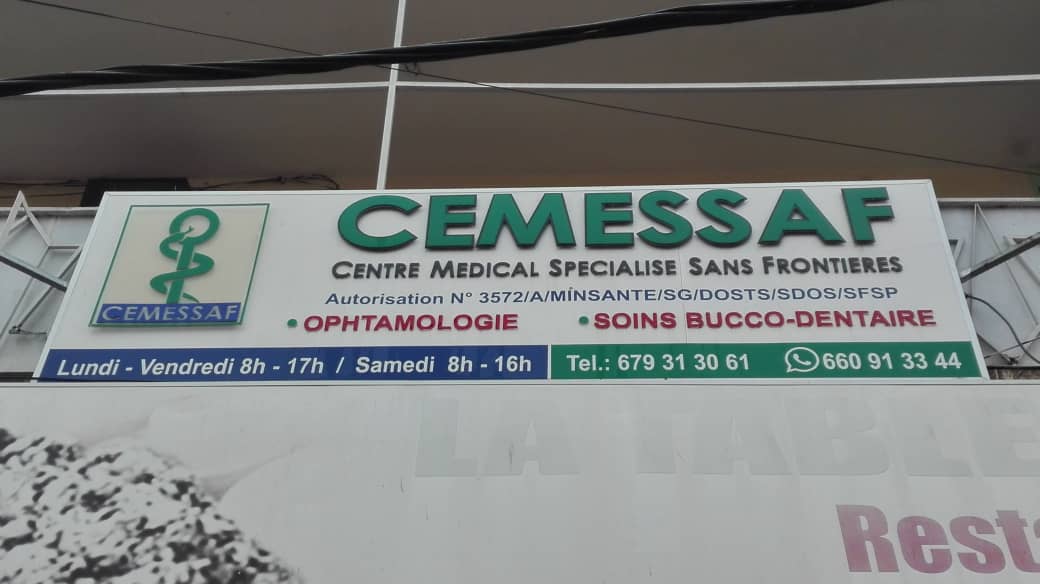 CEMESSAF
CEMESSAF
CENTRE MEDICAL SPECIALISE SANS FRONTIERES
Autorisation N° 3572/A/MINSANTE/SG/DOSTS/SDOS/SFSP
• OPHTAMOLOGIE • SOINS BUCCO-DENTAIRE
Lundi - Vendredi 8h - 17h / Samedi 8h - 16h
Tel.: 679 31 30 61 660 91 33 44
LA TABLE
Resta